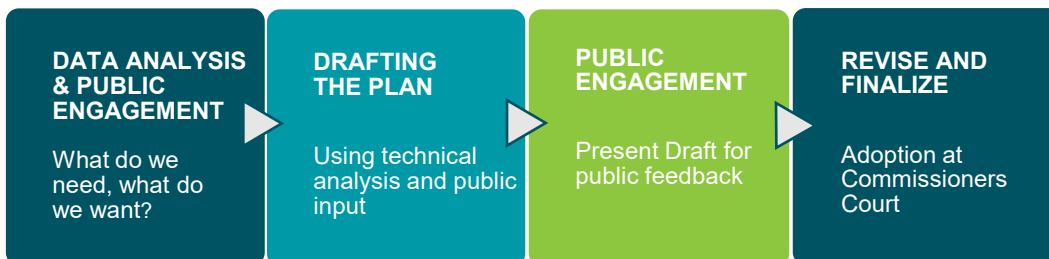 DATA ANALYSIS
& PUBLIC
ENGAGEMENT
What do we
need, what do
we want?
DRAFTING
THE PLAN
Using technical
analysis and public
input
PUBLIC
ENGAGEMENT
Present Draft for
public feedback
REVISE AND
FINALIZE
Adoption at
Commissioners
Court